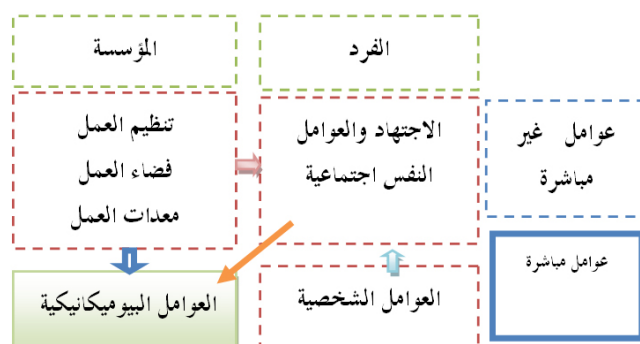 المؤسسة
الفرد
تنظيم العمل
فضاء العمل
معدات العمل
الاجتهاد والعوامل
النفس اجتماعية
عوامل غير
مباشرة
عوامل مباشرة
العوامل البيوميكانيكية
العوامل الشخصية